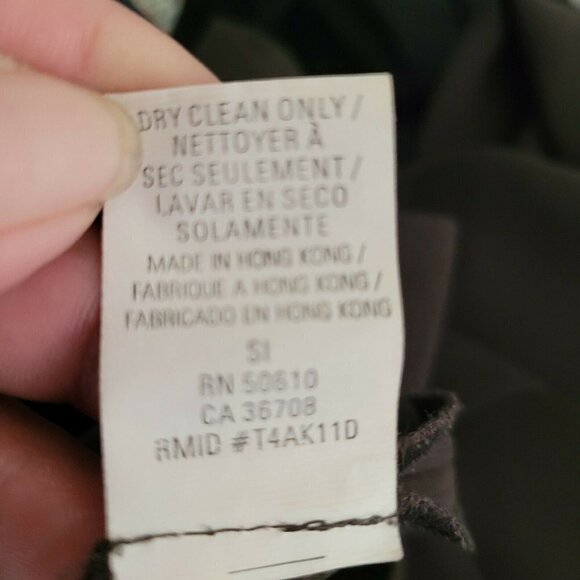 DRY CLEAN ONLY /
NETTOYER À
SEC SEULEMENT /
LAVAR EN SECO
SOLAMENTE
MADE IN HONG KONG /
FABRIQUE A HONG KONG /
FABRICADO EN HONG KONG
SI
RN 50610
CA 36708
RMID #T4AK11D